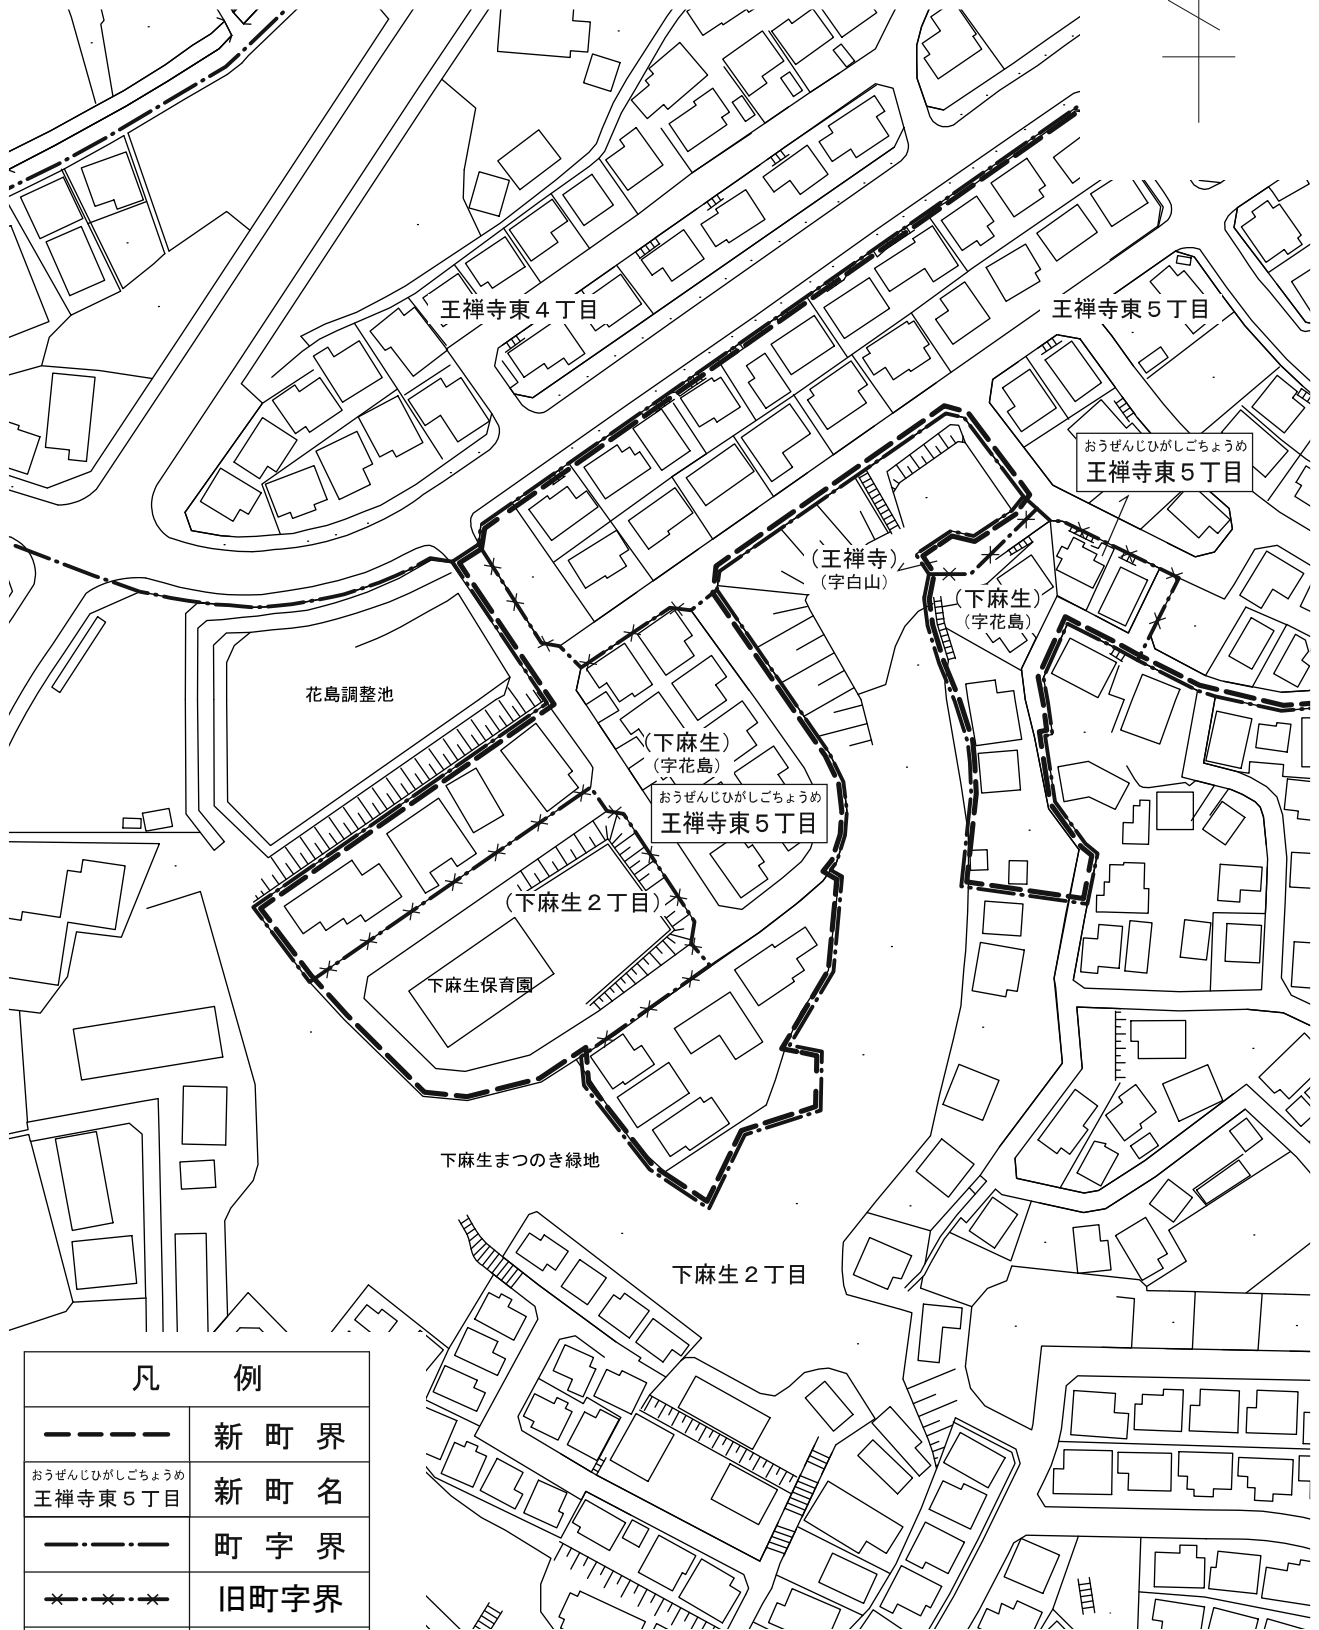 王禅寺東４丁目
王禅寺東５丁目
おうぜんじひがしごちょうめ
王禅寺東５丁目
(王禅寺)
(字白山)
(下麻生)
(字花島)
花島調整池
(下麻生)
(字花島)
おうぜんじひがしごちょうめ
王禅寺東５丁目
(下麻生２丁目)
下麻生保育園
下麻生まつのき緑地
下麻生２丁目
凡 例
新 町 界
おうぜんじひがしごちょうめ
王禅寺東５丁目
新 町 名
町 字 界
旧町字界